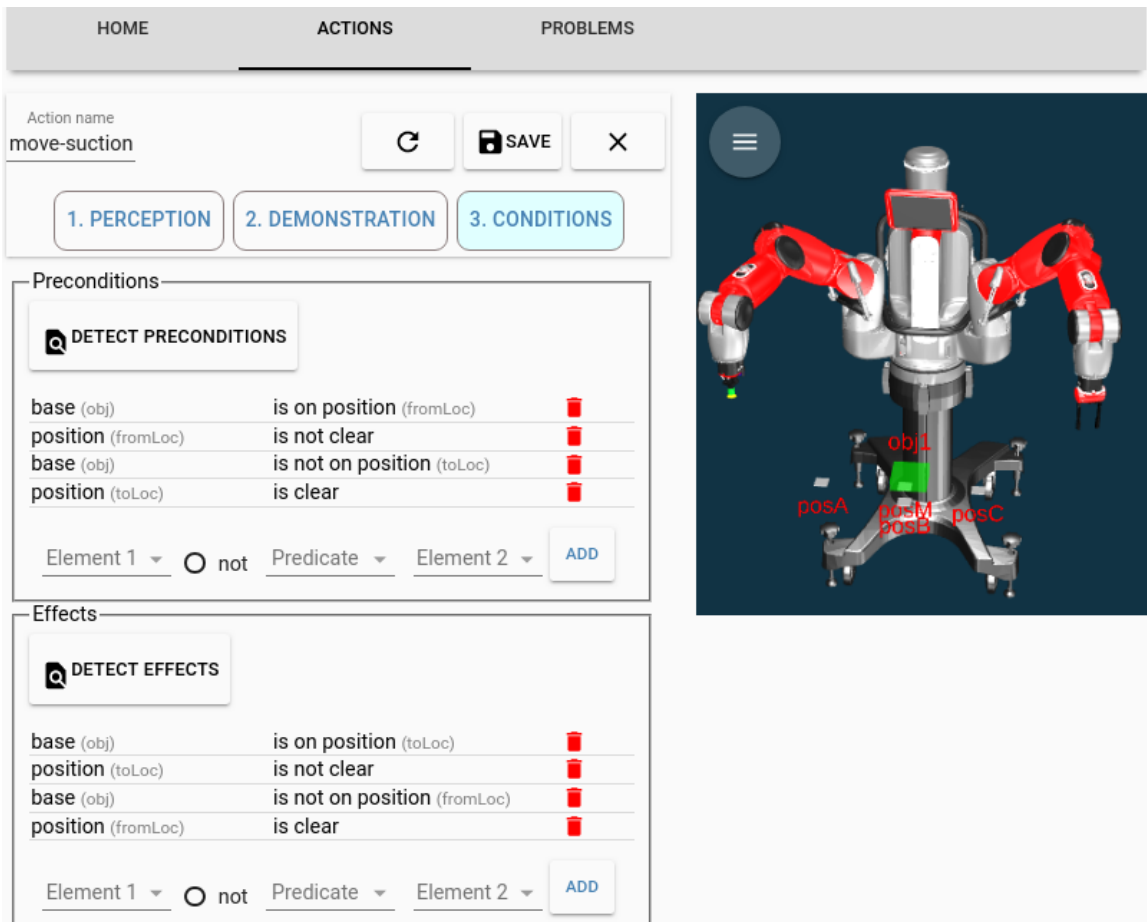 HOME ACTIONS PROBLEMS
Action name
move-suction
SAVE
1. PERCEPTION 2. DEMONSTRATION 3. CONDITIONS
Preconditions
DETECT PRECONDITIONS
base (obj) is on position (fromLoc)
position (fromLoc) is not clear
base (obj) is not on position (toLoc)
position (toLoc) is clear
Element 1 not Predicate Element 2 ADD
Effects
DETECT EFFECTS
base (obj) is on position (toLoc)
position (toLoc) is not clear
base (obj) is not on position (fromLoc)
position (fromLoc) is clear
Element 1 not Predicate Element 2 ADD
obj1
posA posM posC
posB